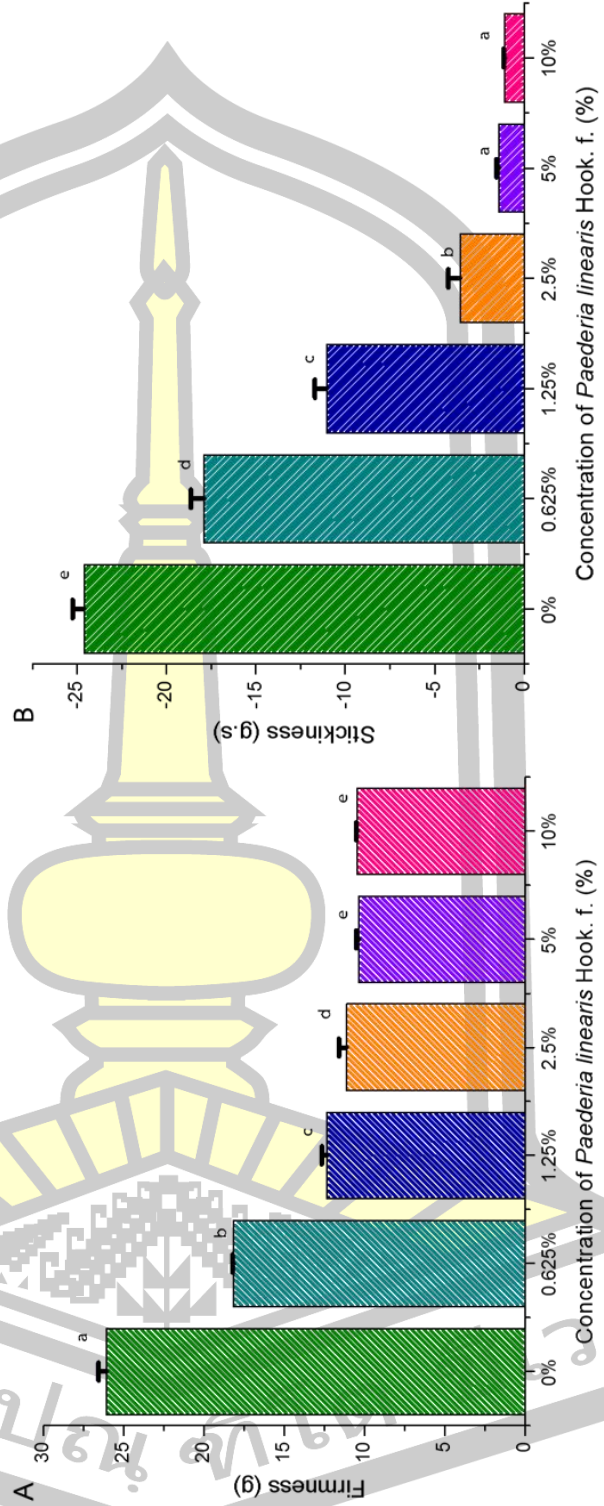 A
Firmness (g)
30
25
20
15
10
5
0
a
b
c
d
e
e
0%
0.625%
1.25%
2.5%
5%
10%
Concentration of Paederia linearis Hook. f. (%)
B
Stickiness (g.s)
-25
-20
-15
-10
-5
0
e
d
c
b
a
a
0%
0.625%
1.25%
2.5%
5%
10%
Concentration of Paederia linearis Hook. f. (%)